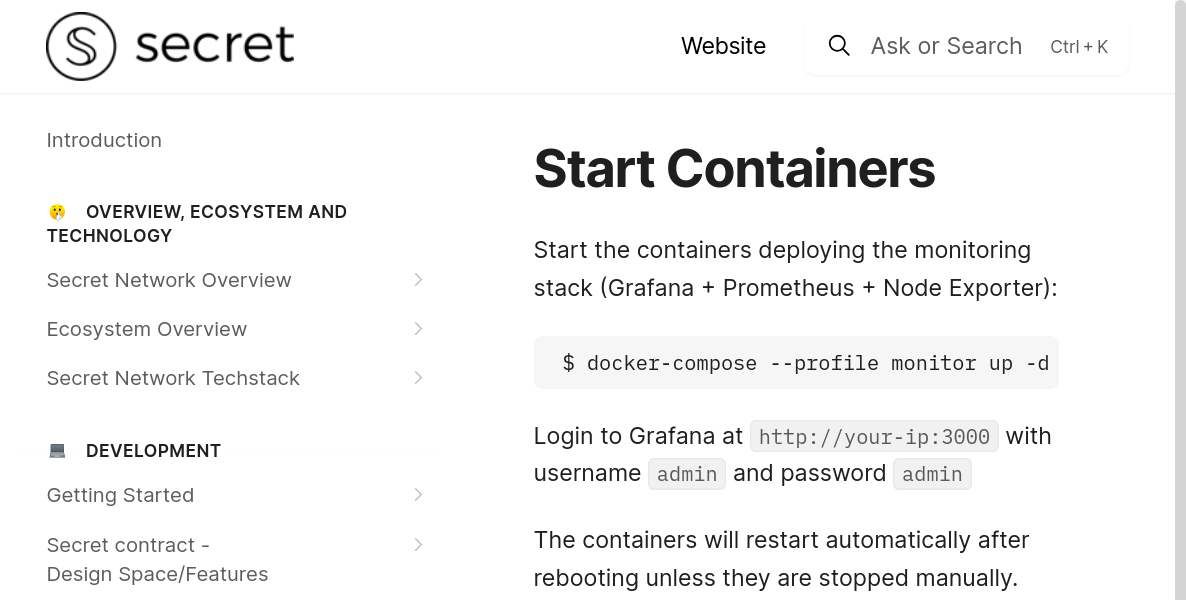 secret
Website
Ask or Search
Ctrl + K
Introduction
OVERVIEW, ECOSYSTEM AND
TECHNOLOGY
Secret Network Overview
Ecosystem Overview
Secret Network Techstack
DEVELOPMENT
Getting Started
Secret contract -
Design Space/Features
Start Containers
Start the containers deploying the monitoring
stack (Grafana + Prometheus + Node Exporter):
$ docker-compose --profile monitor up -d
Login to Grafana at http://your-ip:3000 with
username admin and password admin
The containers will restart automatically after
rebooting unless they are stopped manually.